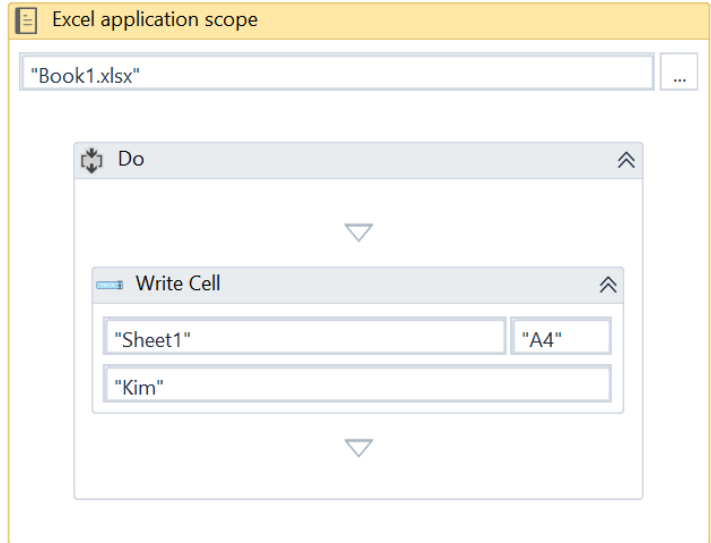 Excel application scope
"Book1.xlsx" ...
Do
Write Cell
"Sheet1" "A4"
"Kim"